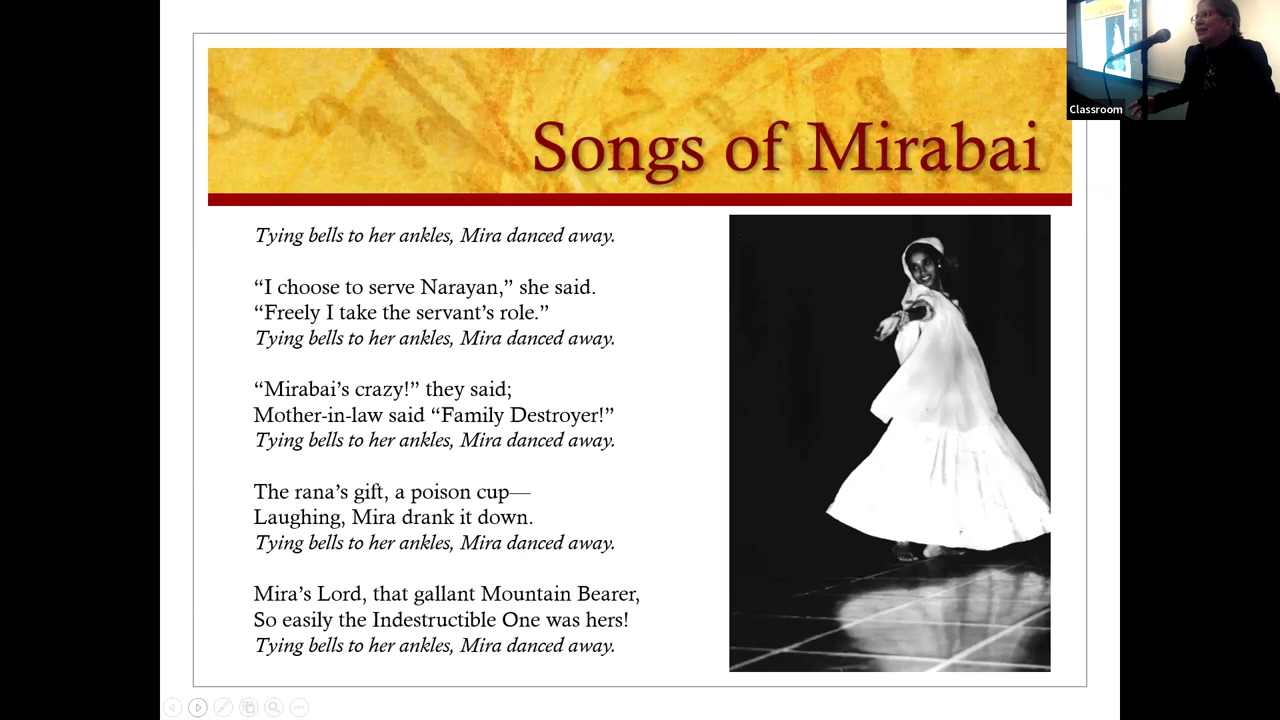 Songs of Mirabai
Classroom
Tying bells to her ankles, Mira danced away.
“I choose to serve Narayan,” she said.
“Freely I take the servant’s role.”
Tying bells to her ankles, Mira danced away.
“Mirabai’s crazy!” they said;
Mother-in-law said “Family Destroyer!”
Tying bells to her ankles, Mira danced away.
The rana’s gift, a poison cup—
Laughing, Mira drank it down.
Tying bells to her ankles, Mira danced away.
Mira’s Lord, that gallant Mountain Bearer,
So easily the Indestructible One was hers!
Tying bells to her ankles, Mira danced away.